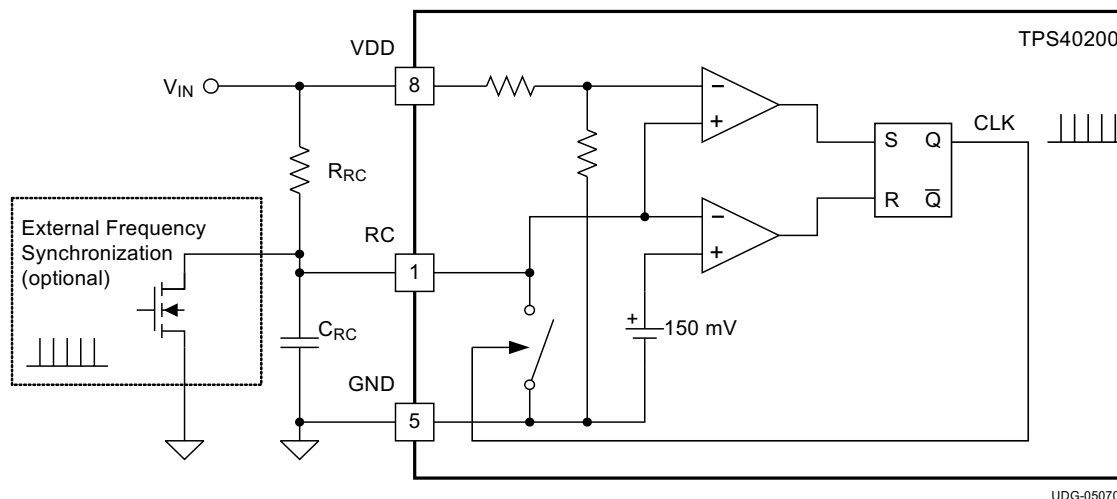 TPS40200
VDD
V_IN
8
−
+
S Q
CLK
R Q̅
R_RC
External Frequency
Synchronization
(optional)
RC
1
−
+
+
150 mV
C_RC
GND
5
UDG-05070